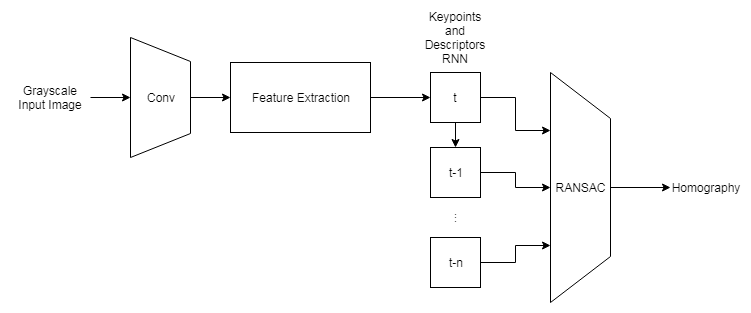 Keypoints
and
Descriptors
RNN
Grayscale
Input Image
Conv
Feature Extraction
t
t-1
...
t-n
RANSAC
Homography